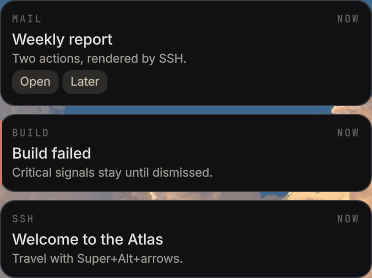 MAIL NOW
Weekly report
Two actions, rendered by SSH.
Open Later
BUILD NOW
Build failed
Critical signals stay until dismissed.
SSH NOW
Welcome to the Atlas
Travel with Super+Alt+arrows.